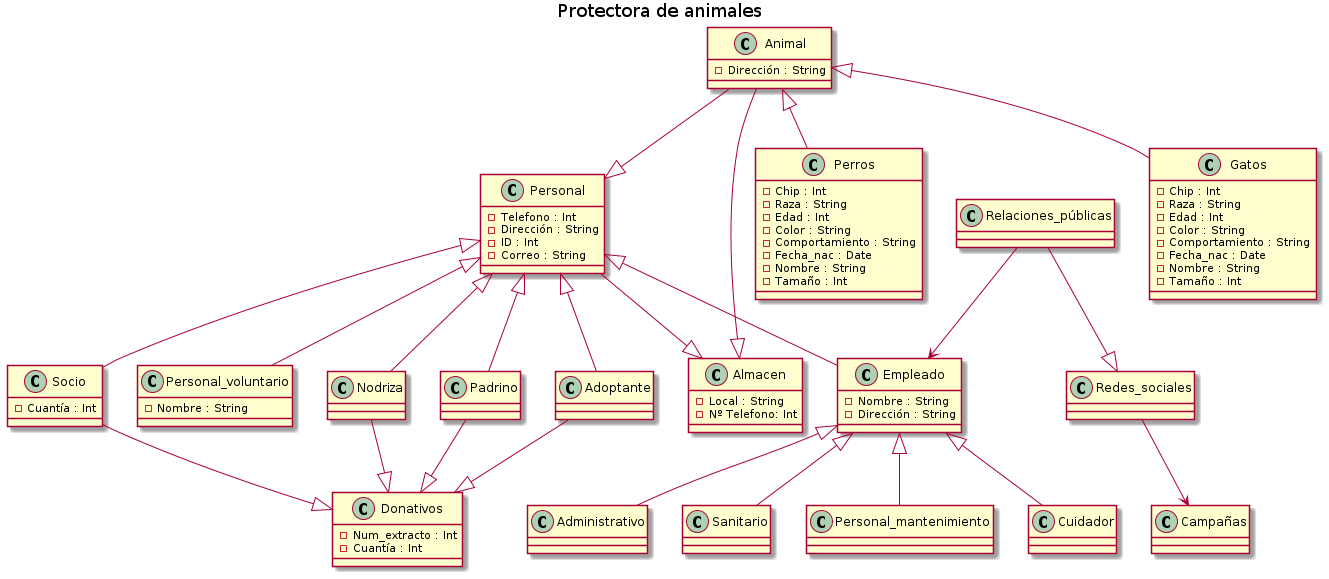 Protectora de animales
C Animal
Dirección : String
C Perros
Chip : Int
Raza : String
Edad : Int
Color : String
Comportamiento : String
Fecha_nac : Date
Nombre : String
Tamaño : Int
C Gatos
Chip : Int
Raza : String
Edad : Int
Color : String
Comportamiento : String
Fecha_nac : Date
Nombre : String
Tamaño : Int
C Personal
Telefono : Int
Dirección : String
ID : Int
Correo : String
C Relaciones_públicas
C Socio
Cuantía : Int
C Personal_voluntario
Nombre : String
C Nodriza
C Padrino
C Adoptante
C Almacen
Local : String
Nº Telefono: Int
C Empleado
Nombre : String
Dirección : String
C Redes_sociales
C Donativos
Num_extracto : Int
Cuantía : Int
C Administrativo
C Sanitario
C Personal_mantenimiento
C Cuidador
C Campañas